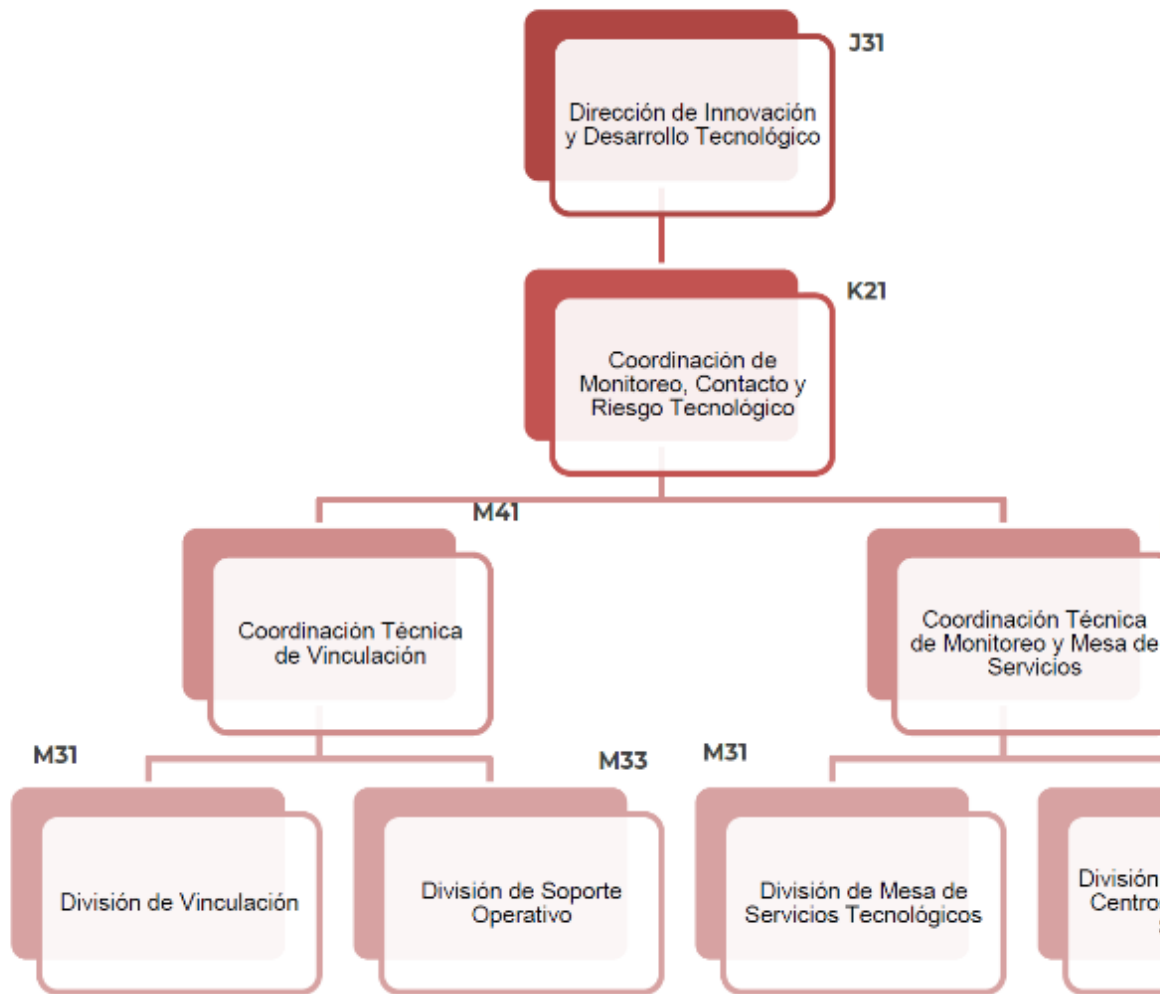 J31
Dirección de Innovación
y Desarrollo Tecnológico
K21
Coordinación de
Monitoreo, Contacto y
Riesgo Tecnológico
M41
Coordinación Técnica
de Vinculación
Coordinación Técnica
de Monitoreo y Mesa de
Servicios
M31
M33
M31
División de Vinculación
División de Soporte
Operativo
División de Mesa de
Servicios Tecnológicos
División